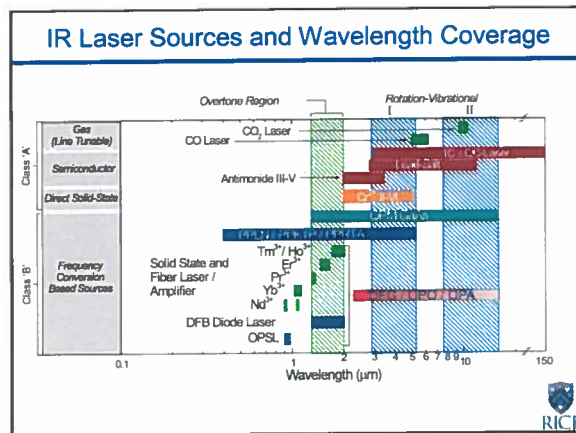 IR Laser Sources and Wavelength Coverage
Overtone Region
Rotation-Vibrational
I
II
Class 'A'
Gas
(Line Tunable)
CO₂ Laser
CO Laser
Semiconductor
Antimonide III-V
Direct Solid-State
Class 'B'
Frequency
Conversion
Based Sources
Solid State and
Fiber Laser /
Amplifier
Tm³⁺/ Ho³⁺
Er³⁺
Pr³⁺
Yb³⁺
Nd³⁺
DFB Diode Laser
OPSL
0.1 1 2 3 4 5 6 7 8 9 10 150
Wavelength (μm)
RICE